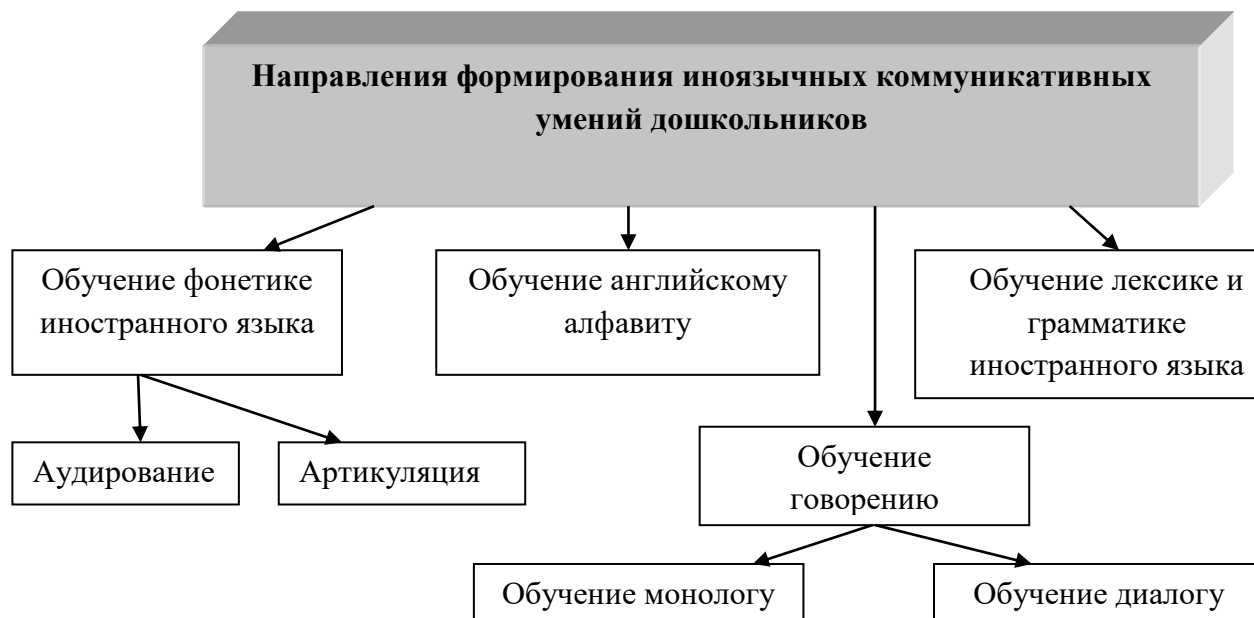 Направления формирования иноязычных коммуникативных
умений дошкольников
Обучение фонетике
иностранного языка
Обучение английскому
алфавиту
Обучение лексике и
грамматике
иностранного языка
Аудирование
Артикуляция
Обучение
говорению
Обучение монологу
Обучение диалогу